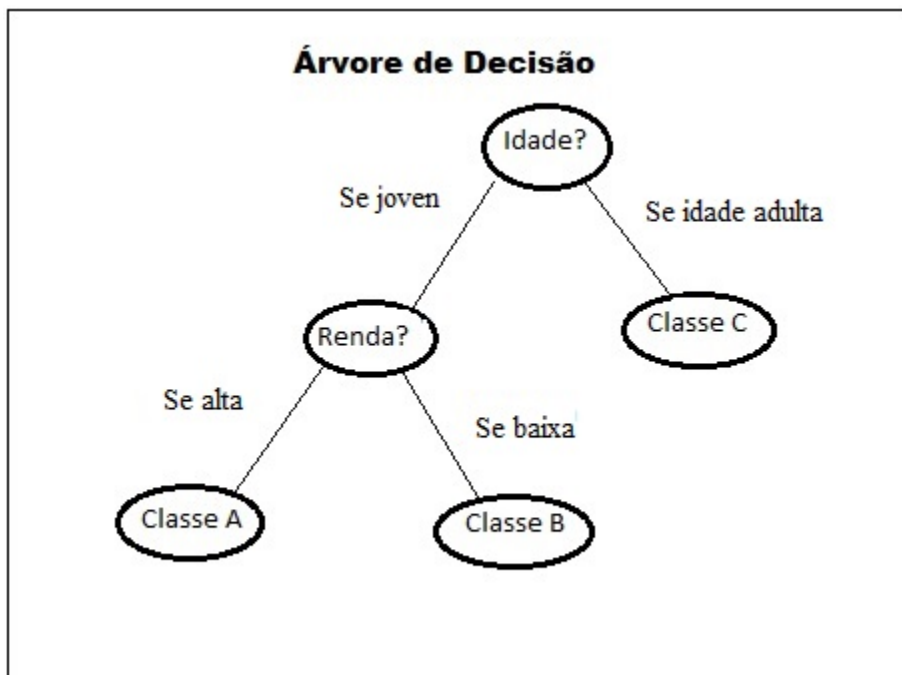 Árvore de Decisão
Idade?
Se joven
Se idade adulta
Renda?
Classe C
Se alta
Se baixa
Classe A
Classe B